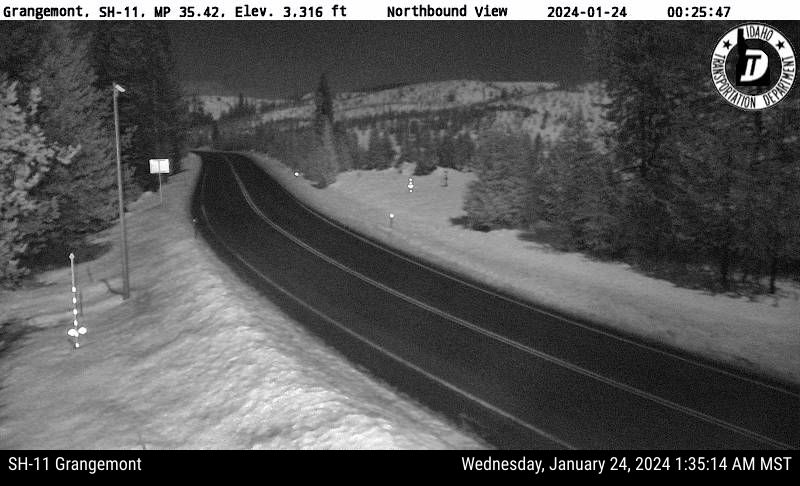 Grangemont, SH-11, MP 35.42, Elev. 3,316 ft Northbound View 2024-01-24 00:25:47
IDAHO
TRANSPORTATION DEPARTMENT
SH-11 Grangemont Wednesday, January 24, 2024 1:35:14 AM MST